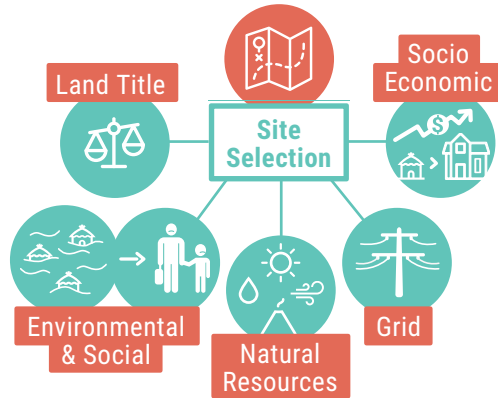 Land Title
Socio
Economic
Site
Selection
$
>
Environmental
& Social
Natural
Resources
Grid